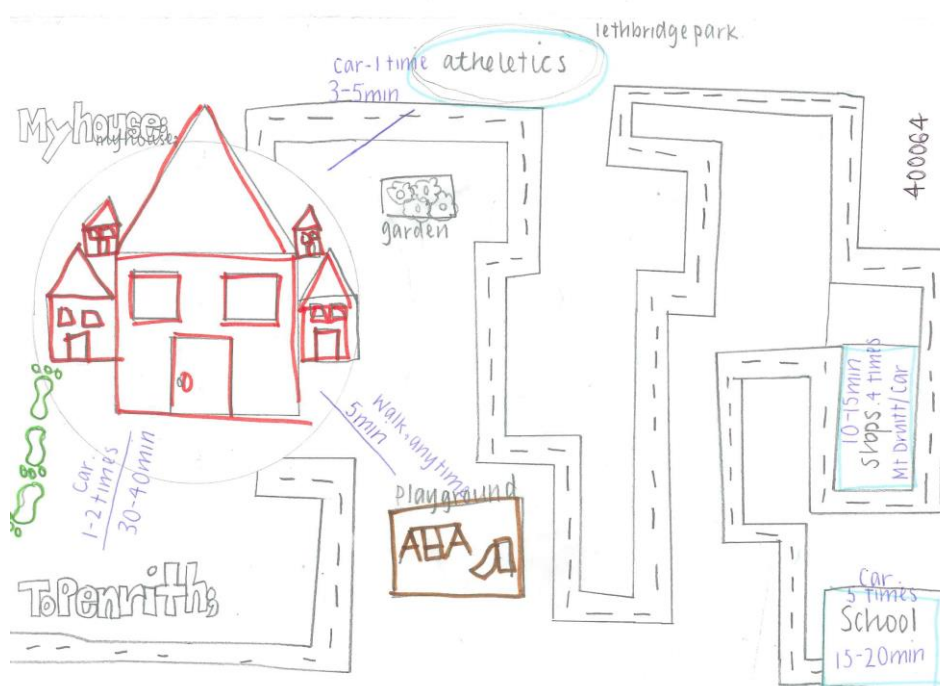 lethbridge park
car-1 time
3-5min
atheletics
My house:
myhouse:
400064
garden
10-15min
shops. 4 times
Mt Druitt/Car
Walk, anytime
5min
Car.
1-2 times
30-40min
Playground
To Penrith;
Car.
5 times
School
15-20min